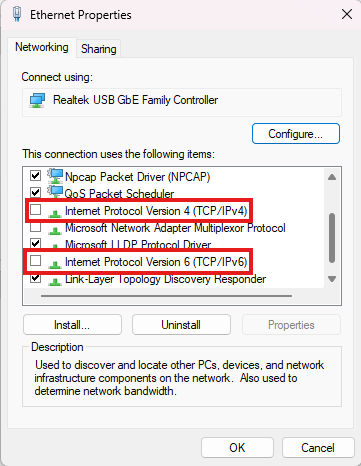 Ethernet Properties
Networking
Sharing
Connect using:
Realtek USB GbE Family Controller
Configure...
This connection uses the following items:
Npcap Packet Driver (NPCAP)
QoS Packet Scheduler
Internet Protocol Version 4 (TCP/IPv4)
Microsoft Network Adapter Multiplexor Protocol
Microsoft LLDP Protocol Driver
Internet Protocol Version 6 (TCP/IPv6)
Link-Layer Topology Discovery Responder
Install...
Uninstall
Properties
Description
Used to discover and locate other PCs, devices, and network
infrastructure components on the network. Also used to
determine network bandwidth.
OK
Cancel